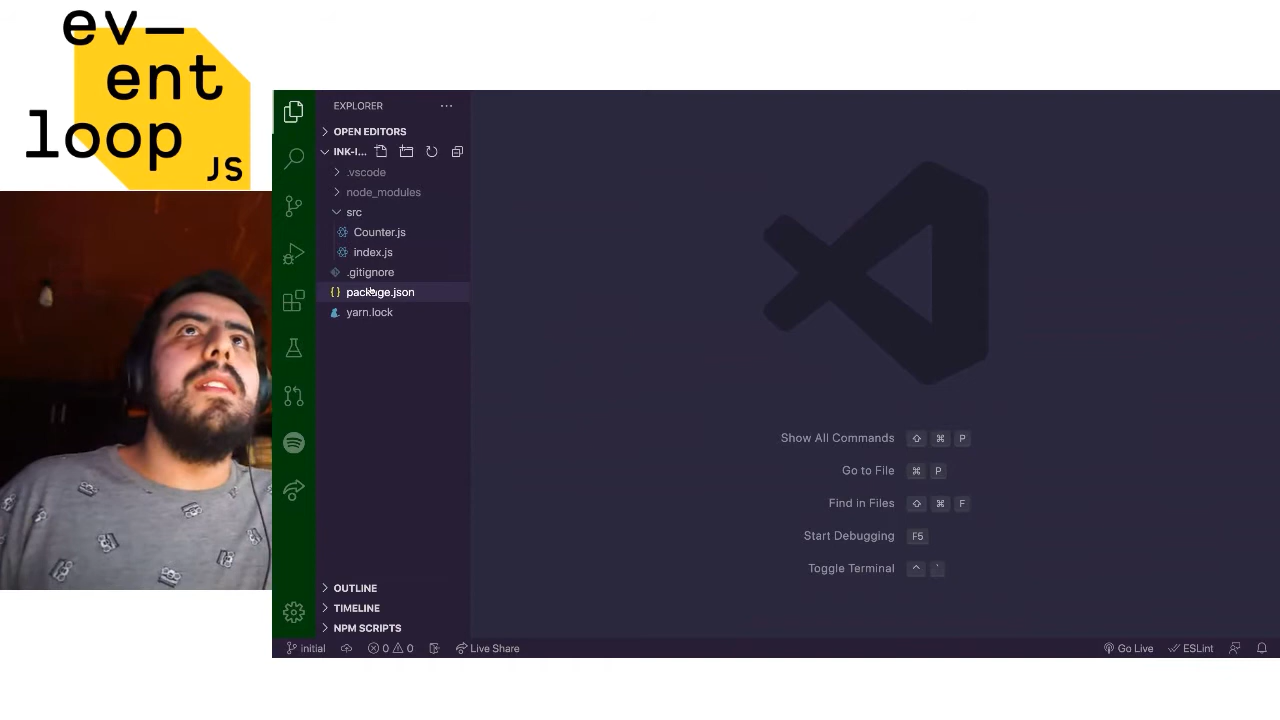 ev—
ent
loop
JS
EXPLORER
OPEN EDITORS
INK-I...
.vscode
node_modules
src
Counter.js
index.js
.gitignore
package.json
yarn.lock
Show All Commands ⇧ ⌘ P
Go to File ⌘ P
Find in Files ⇧ ⌘ F
Start Debugging F5
Toggle Terminal ^ `
OUTLINE
TIMELINE
NPM SCRIPTS
initial 0 0 Live Share Go Live ESLint